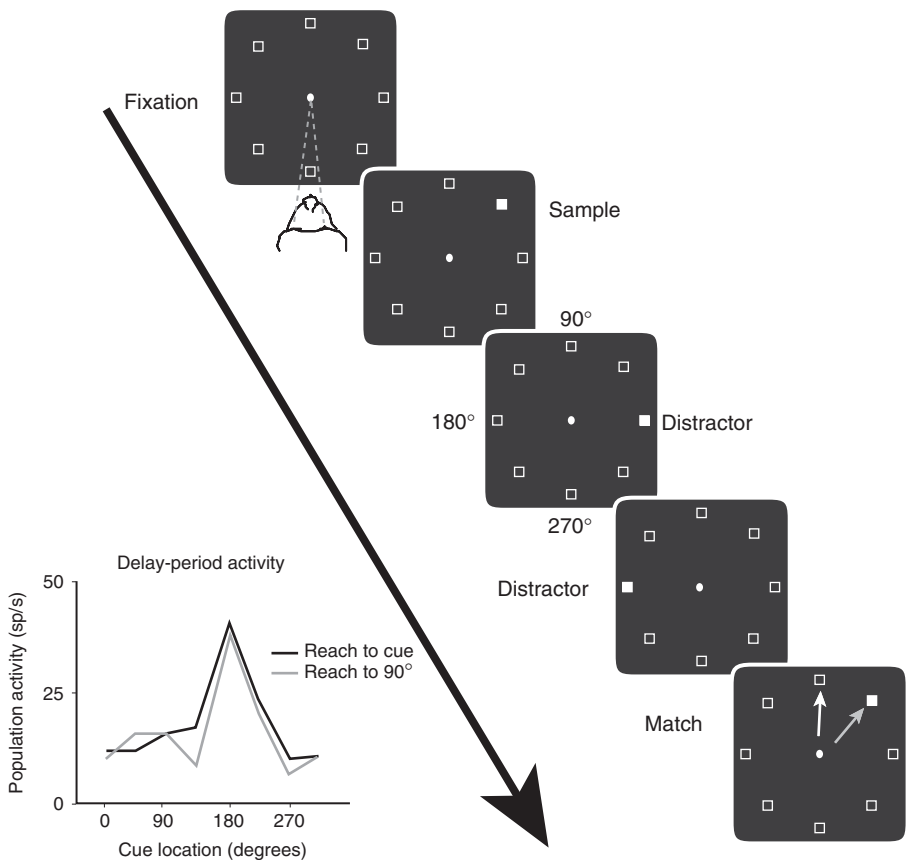 Fixation
Sample
90°
180°
Distractor
270°
Distractor
Match
Delay-period activity
50
25
0
Population activity (sp/s)
Reach to cue
Reach to 90°
0 90 180 270
Cue location (degrees)